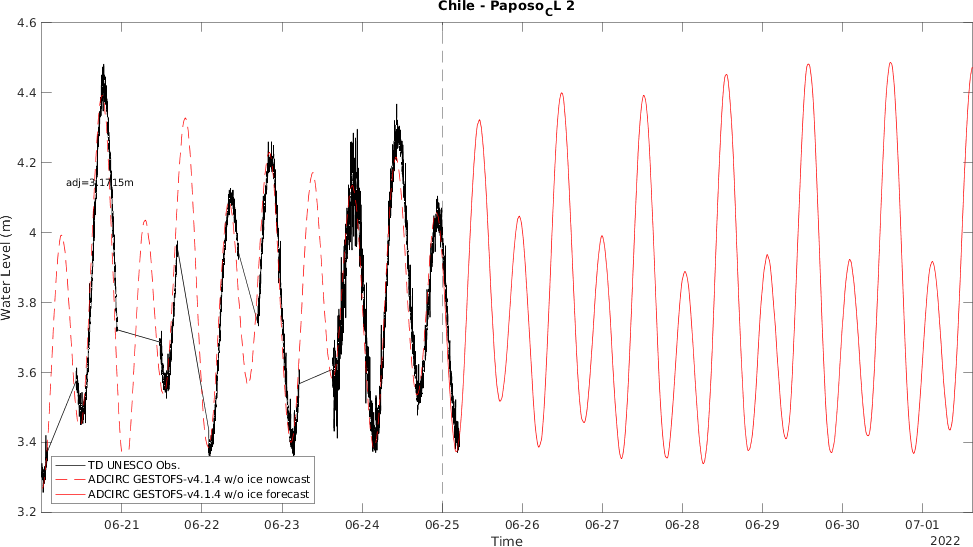 Chile - Paposo_CL 2
4.6
4.4
4.2
4
3.8
3.6
3.4
3.2
Water Level (m)
adj=3.1715m
TD UNESCO Obs.
ADCIRC GESTOFS-v4.1.4 w/o ice nowcast
ADCIRC GESTOFS-v4.1.4 w/o ice forecast
06-21 06-22 06-23 06-24 06-25 06-26 06-27 06-28 06-29 06-30 07-01
Time
2022